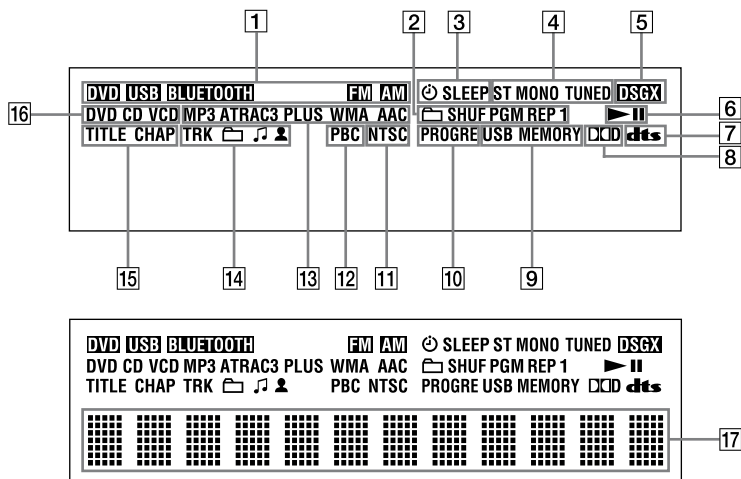 1 2 3 4 5
DVD USB BLUETOOTH FM AM SLEEP ST MONO TUNED DSGX
16 DVD CD VCD MP3 ATRAC3 PLUS WMA AAC SHUF PGM REP 1 6
TITLE CHAP TRK PBC NTSC PROGRE USB MEMORY DD dts 7
8
15 14 13 12 11 10 9
DVD USB BLUETOOTH FM AM SLEEP ST MONO TUNED DSGX
DVD CD VCD MP3 ATRAC3 PLUS WMA AAC SHUF PGM REP 1
TITLE CHAP TRK PBC NTSC PROGRE USB MEMORY DD dts
17